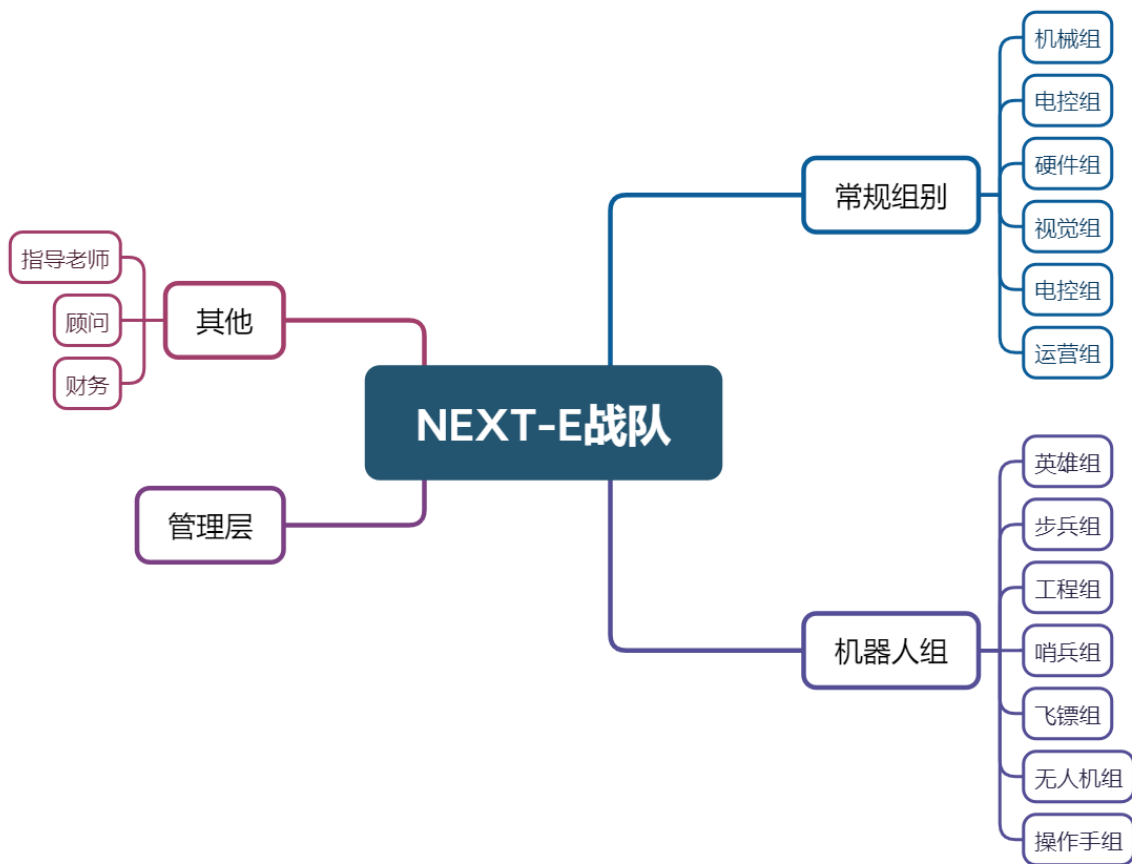 NEXT-E战队
常规组别
机械组
电控组
硬件组
视觉组
电控组
运营组
机器人组
英雄组
步兵组
工程组
哨兵组
飞镖组
无人机组
操作手组
其他
指导老师
顾问
财务
管理层